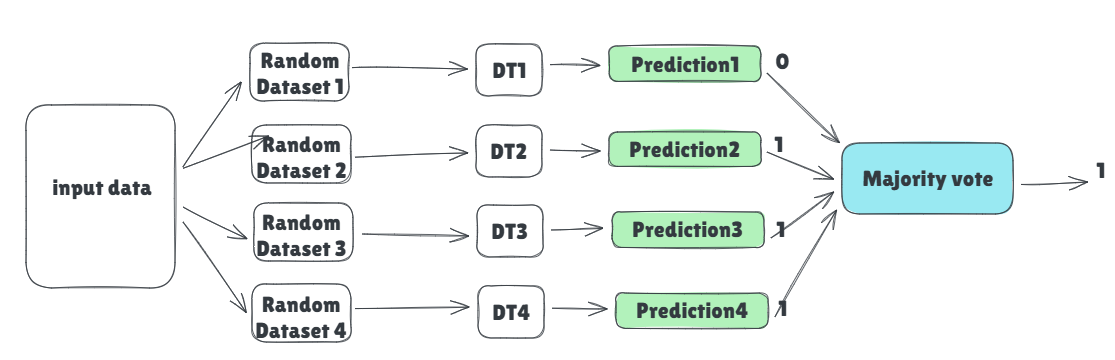 Random
Dataset 1
DT1
Prediction1
0
Random
Dataset 2
DT2
Prediction2
1
input data
Majority vote
1
Random
Dataset 3
DT3
Prediction3
1
Random
Dataset 4
DT4
Prediction4
1